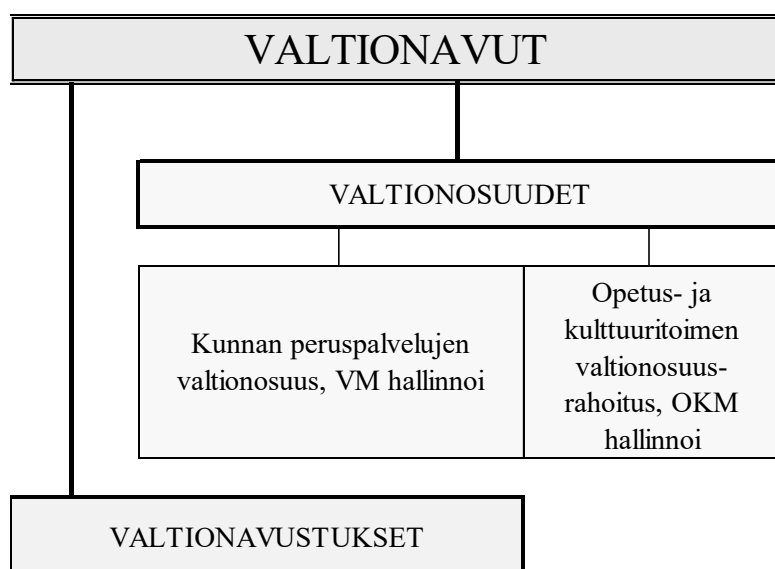 VALTIONAVUT
VALTIONOSUUDET
Kunnan peruspalvelujen
valtionosuus, VM hallinnoi
Opetus- ja
kulttuuritoimen
valtionosuus-
rahoitus, OKM
hallinnoi
VALTIONAVUSTUKSET